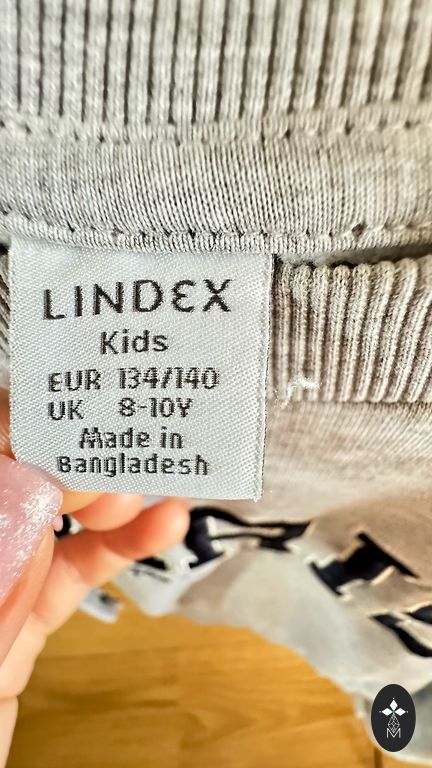 LINDEX
Kids
EUR 134/140
UK 8-10Y
Made in
Bangladesh